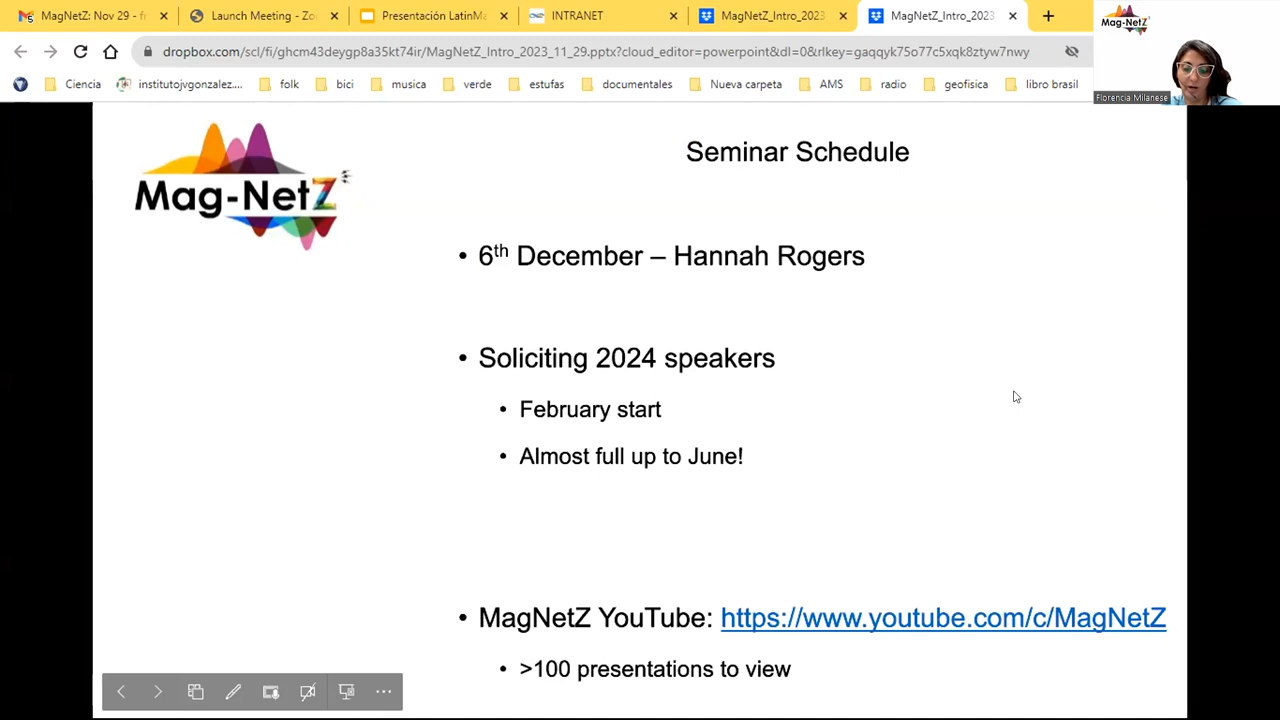 MagNetZ: Nov 29 - f
Launch Meeting - Zo
Presentación LatinMa
INTRANET
MagNetZ_Intro_2023
MagNetZ_Intro_2023
dropbox.com/scl/fi/ghcm43deygp8a35kt74ir/MagNetZ_Intro_2023_11_29.pptx?cloud_editor=powerpoint&dl=0&rlkey=gaqqyk75o77c5xqk8ztyw7nwy
Ciencia
institutojvgonzalez....
folk
bici
musica
verde
estufas
documentales
Nueva carpeta
AMS
radio
geofisica
libro brasil
Mag-NetZ
Florencia Milanese
Mag-NetZ
Seminar Schedule
• 6th December – Hannah Rogers
• Soliciting 2024 speakers
• February start
• Almost full up to June!
• MagNetZ YouTube: https://www.youtube.com/c/MagNetZ
• >100 presentations to view